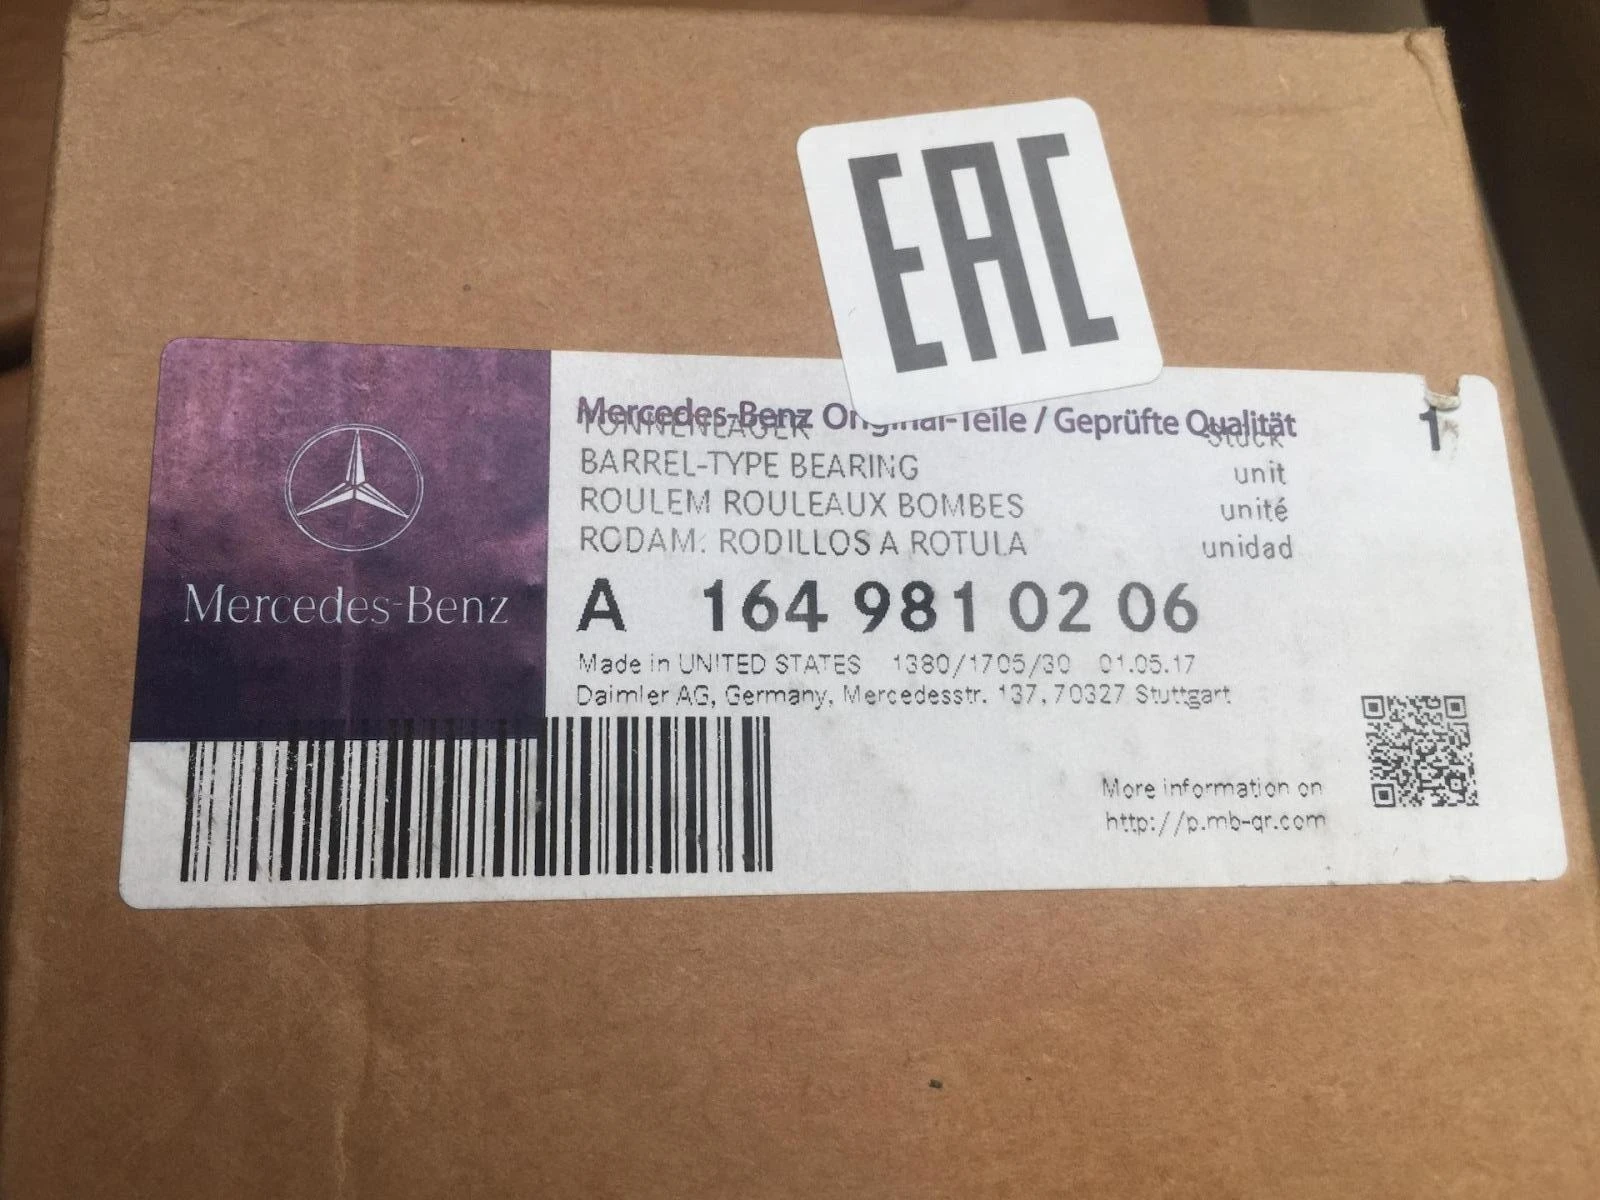 EAC
Mercedes-Benz Original-Teile / Geprüfte Qualität
TONNENLAGER Stück 1
BARREL-TYPE BEARING unit
ROULEM ROULEAUX BOMBES unité
RODAM. RODILLOS A ROTULA unidad
Mercedes-Benz
A 164 981 02 06
Made in UNITED STATES 1380/1705/30 01.05.17
Daimler AG, Germany, Mercedesstr. 137, 70327 Stuttgart
More information on
http://p.mb-qr.com